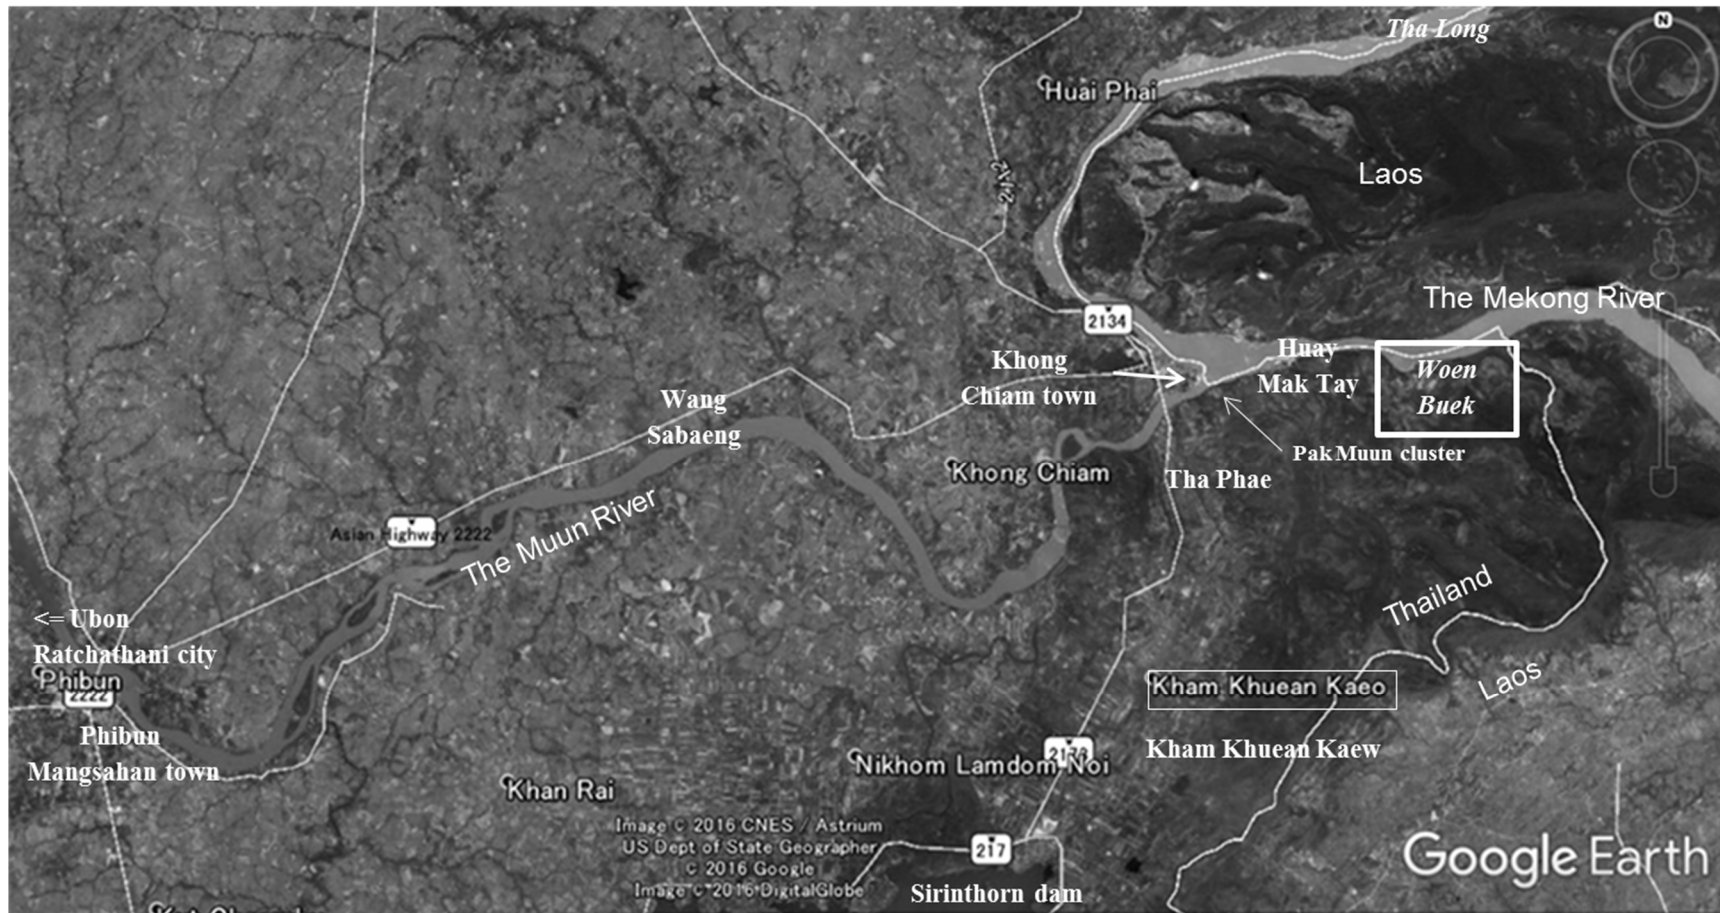 Tha Long
N
Huai Phai
Laos
The Mekong River
2134
Khong
Chiam town
Huay
Mak Tay
Woen
Buek
Wang
Sabaeng
Pak Muun cluster
Khong Chiam
Tha Phae
Asian Highway 2222
The Muun River
Thailand
Laos
<= Ubon
Ratchathani city
Phibun
2222
Kham Khuean Kaeo
Phibun
Mangsahan town
Kham Khuean Kaew
Nikhom Lamdom Noi
Khan Rai
Image © 2016 CNES / Astrium
US Dept of State Geographer
© 2016 Google
Image © 2016 DigitalGlobe
217
Google Earth
Sirinthorn dam